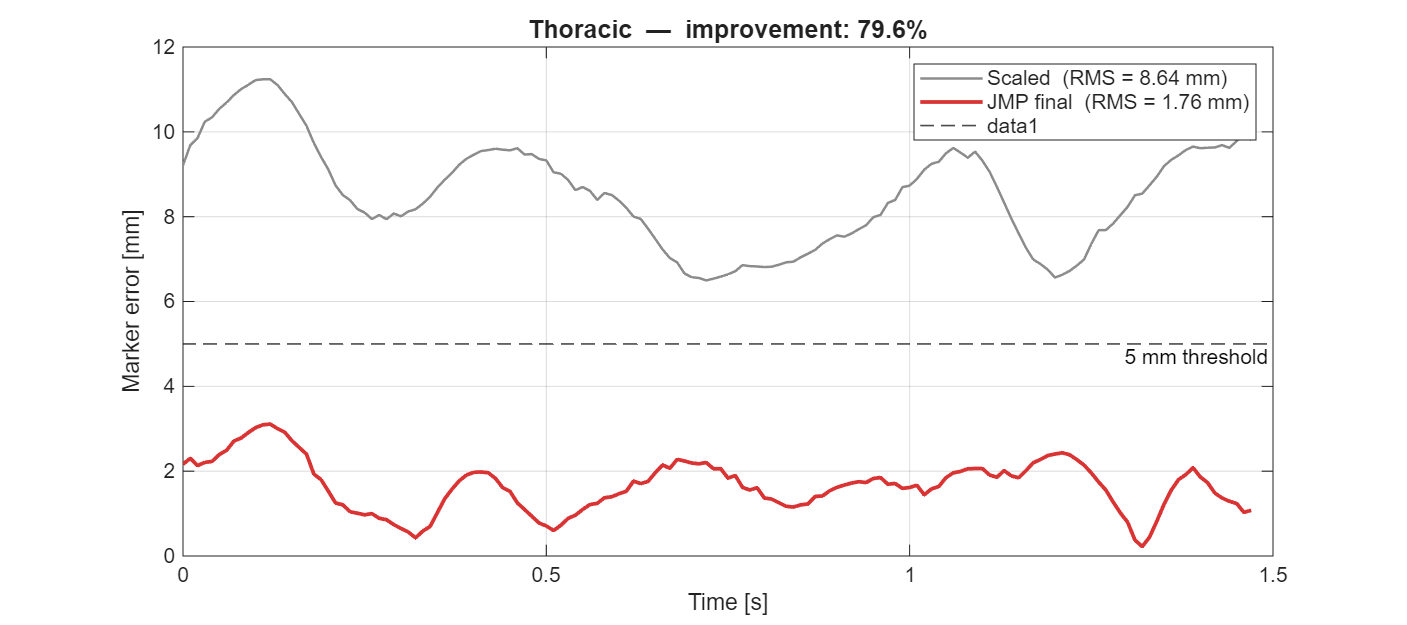 Thoracic — improvement: 79.6%
12
10
8
6
4
2
0
Marker error [mm]
Scaled (RMS = 8.64 mm)
JMP final (RMS = 1.76 mm)
data1
5 mm threshold
0 0.5 1 1.5
Time [s]